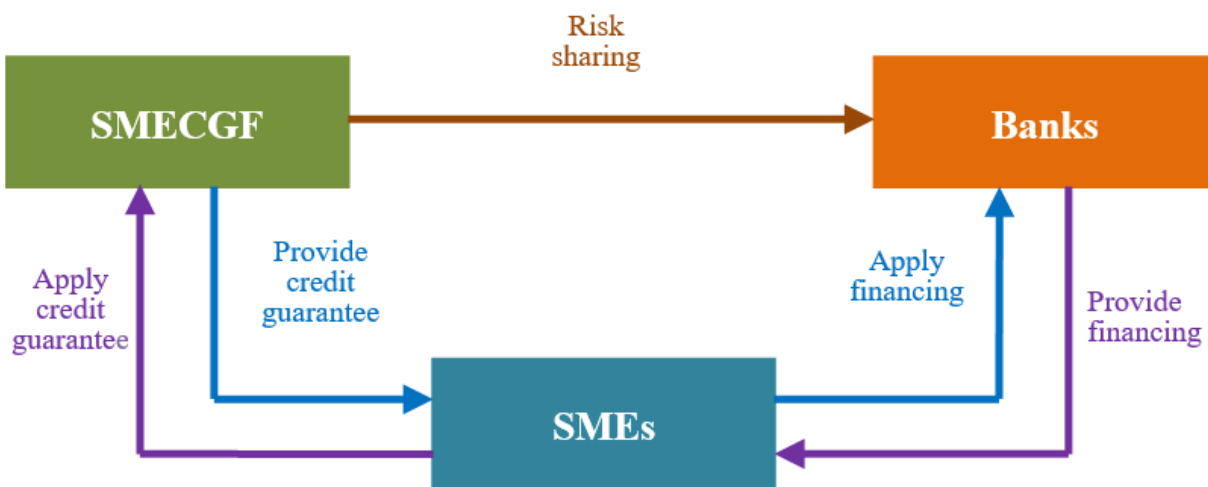 Risk
sharing
SMECGF
Banks
Provide
credit
guarantee
Apply
credit
guarantee
Apply
financing
Provide
financing
SMEs